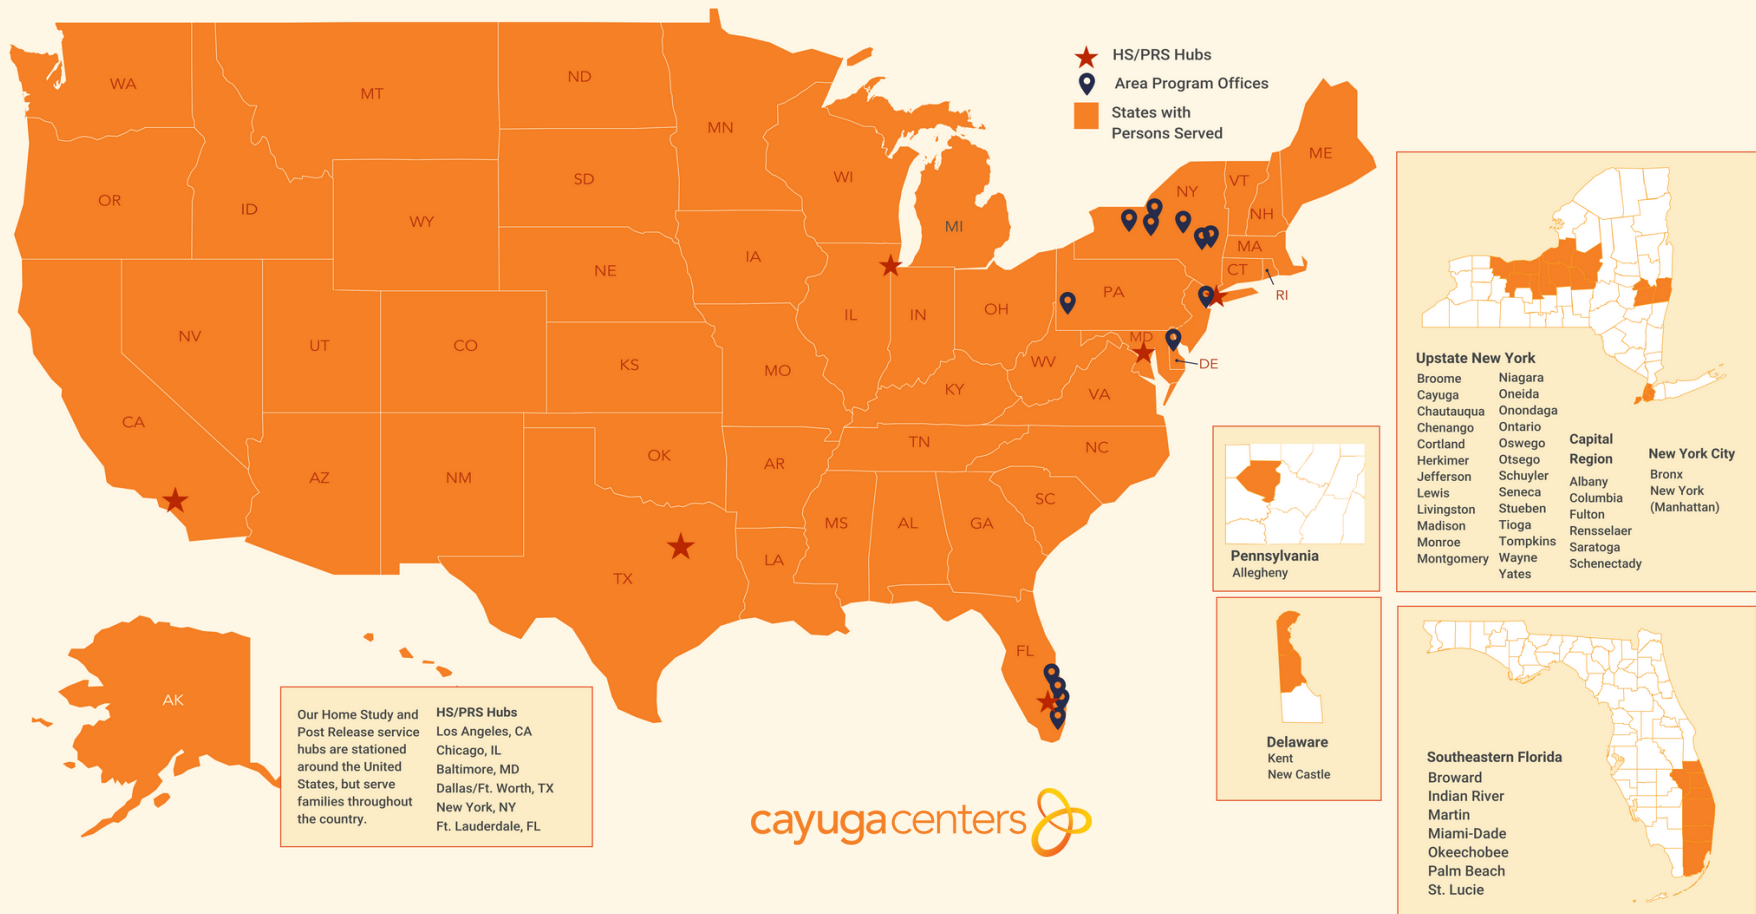 HS/PRS Hubs
Area Program Offices
States with
Persons Served
WA
MT
ND
MN
OR
ID
WY
SD
WI
MI
NY
VT
NH
ME
MA
CT
RI
NV
UT
CO
NE
IA
IL
IN
OH
PA
MD
DE
CA
AZ
NM
KS
MO
KY
WV
VA
OK
AR
TN
NC
SC
MS
AL
GA
LA
TX
FL
AK
Upstate New York
Broome
Cayuga
Chautauqua
Chenango
Cortland
Herkimer
Jefferson
Lewis
Livingston
Madison
Monroe
Montgomery
Niagara
Oneida
Onondaga
Ontario
Oswego
Otsego
Schuyler
Seneca
Stueben
Tioga
Tompkins
Wayne
Yates
Capital
Region
Albany
Columbia
Fulton
Rensselaer
Saratoga
Schenectady
New York City
Bronx
New York
(Manhattan)
Pennsylvania
Allegheny
Delaware
Kent
New Castle
Southeastern Florida
Broward
Indian River
Martin
Miami-Dade
Okeechobee
Palm Beach
St. Lucie
Our Home Study and
Post Release service
hubs are stationed
around the United
States, but serve
families throughout
the country.
HS/PRS Hubs
Los Angeles, CA
Chicago, IL
Baltimore, MD
Dallas/Ft. Worth, TX
New York, NY
Ft. Lauderdale, FL
cayugacenters